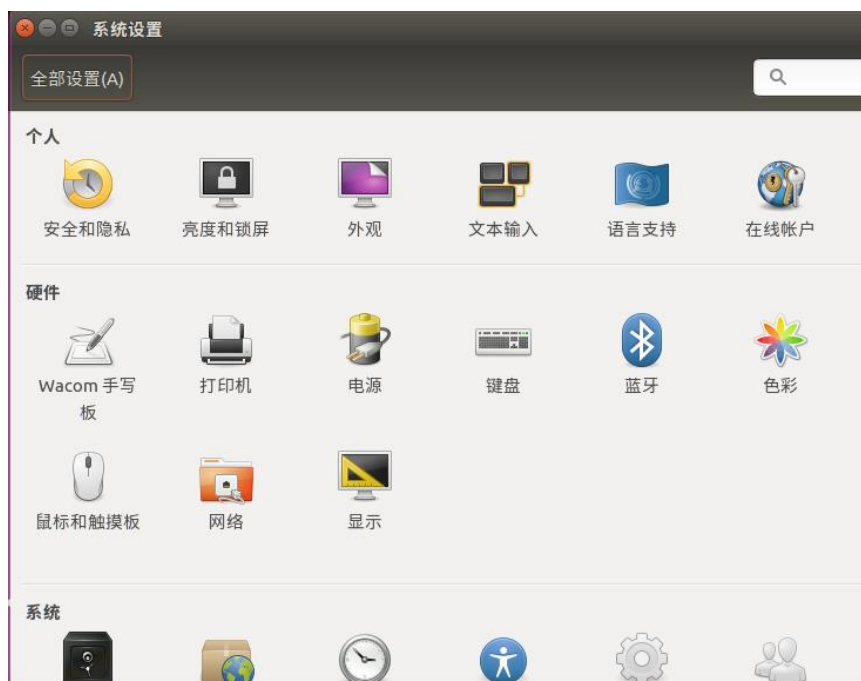 系统设置
全部设置(A)
个人
安全和隐私
亮度和锁屏
外观
文本输入
语言支持
在线帐户
硬件
Wacom 手写
板
打印机
电源
键盘
蓝牙
色彩
鼠标和触摸板
网络
显示
系统